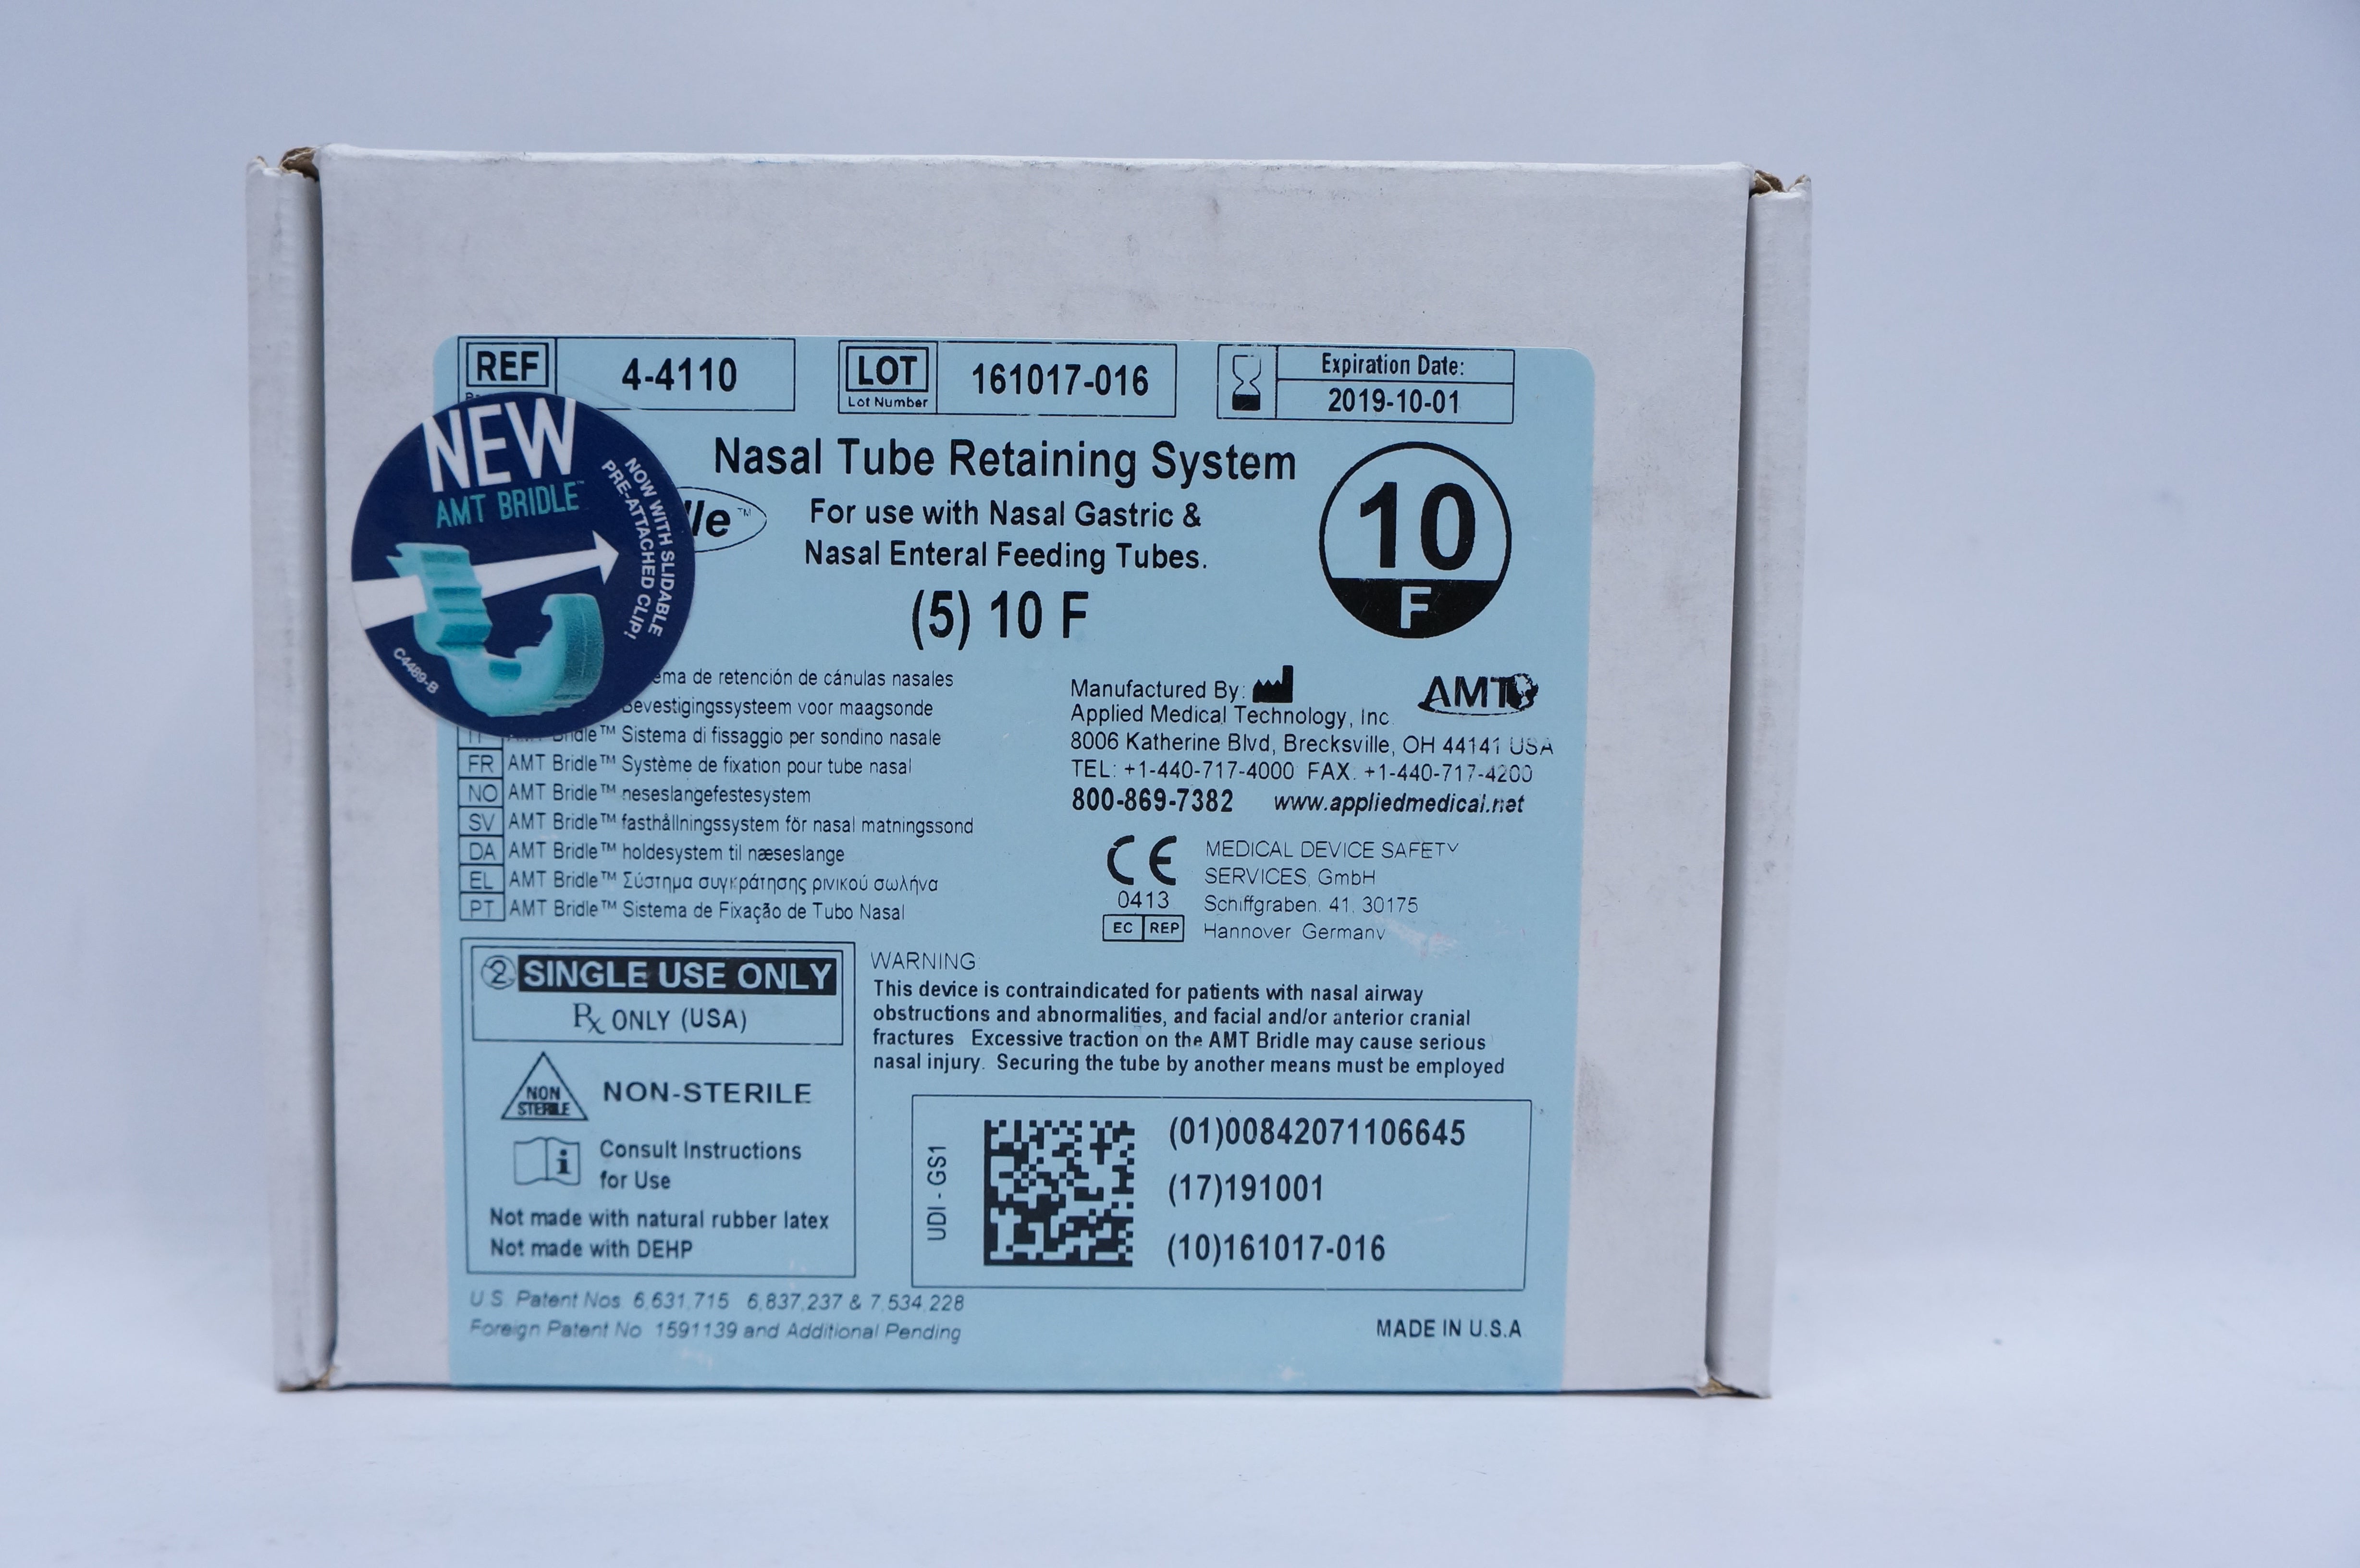 REF
4-4110
LOT
Lot Number
161017-016
Expiration Date:
2019-10-01
NEW
AMT BRIDLE™
NOW WITH SLIDABLE
PRE-ATTACHED CLIP!
C4489-B
Nasal Tube Retaining System
™
For use with Nasal Gastric &
Nasal Enteral Feeding Tubes.
(5) 10 F
10
F
de retención de cánulas nasales
Bevestigingssysteem voor maagsonde
Bridle™ Sistema di fissaggio per sondino nasale
FR AMT Bridle™ Système de fixation pour tube nasal
NO AMT Bridle™ neseslangefestesystem
SV AMT Bridle™ fasthållningssystem för nasal matningssond
DA AMT Bridle™ holdesystem til næseslange
EL AMT Bridle™ Σύστημα συγκράτησης ρινικού σωλήνα
PT AMT Bridle™ Sistema de Fixação de Tubo Nasal
Manufactured By:
AMT
Applied Medical Technology, Inc.
8006 Katherine Blvd, Brecksville, OH 44141 USA
TEL: +1-440-717-4000 FAX: +1-440-717-4200
800-869-7382 www.appliedmedical.net
CE
0413
EC REP
MEDICAL DEVICE SAFETY
SERVICES, GmbH
Schiffgraben, 41, 30175
Hannover Germany
2 SINGLE USE ONLY
Rx ONLY (USA)
NON
STERILE
NON-STERILE
Consult Instructions
for Use
Not made with natural rubber latex
Not made with DEHP
WARNING
This device is contraindicated for patients with nasal airway
obstructions and abnormalities, and facial and/or anterior cranial
fractures Excessive traction on the AMT Bridle may cause serious
nasal injury. Securing the tube by another means must be employed
UDI - GS1
(01)00842071106645
(17)191001
(10)161017-016
U S Patent Nos 6,631,715 6,837,237 & 7,534,228
Foreign Patent No 1591139 and Additional Pending
MADE IN U.S.A